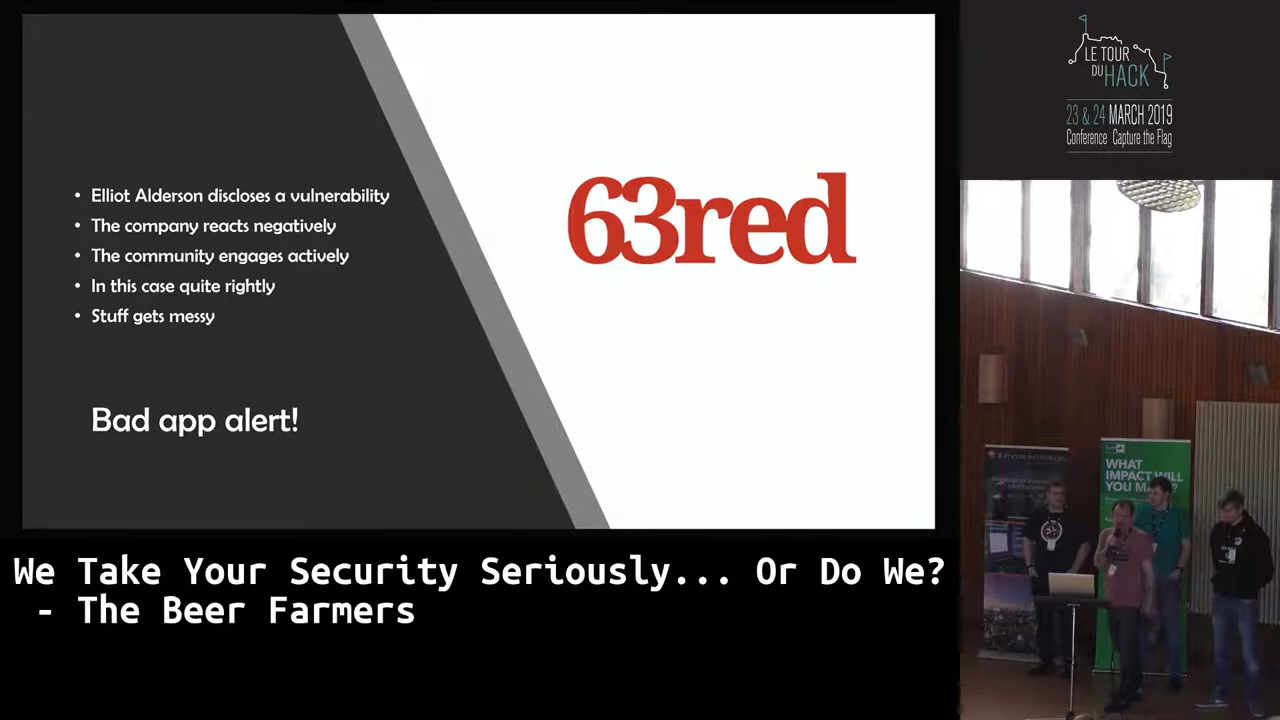 • Elliot Alderson discloses a vulnerability
• The company reacts negatively
• The community engages actively
• In this case quite rightly
• Stuff gets messy
Bad app alert!
63red
LE TOUR
DU HACK
23 & 24 MARCH 2019
Conference Capture the Flag
WHAT
IMPACT WILL
We Take Your Security Seriously... Or Do We?
- The Beer Farmers